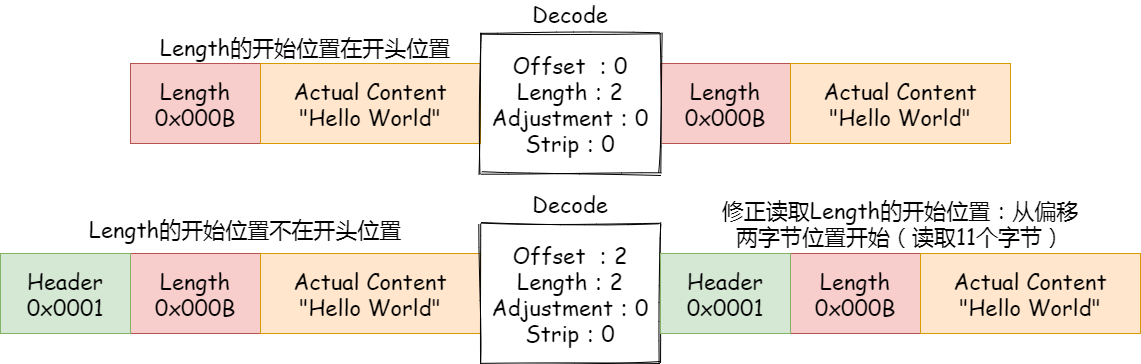 Decode
Length的开始位置在开头位置
Length
0x000B
Actual Content
"Hello World"
Offset ：0
Length：2
Adjustment：0
Strip：0
Length
0x000B
Actual Content
"Hello World"
Decode
Length的开始位置不在开头位置
修正读取Length的开始位置：从偏移
两字节位置开始（读取11个字节）
Header
0x0001
Length
0x000B
Actual Content
"Hello World"
Offset ：2
Length：2
Adjustment：0
Strip：0
Header
0x0001
Length
0x000B
Actual Content
"Hello World"